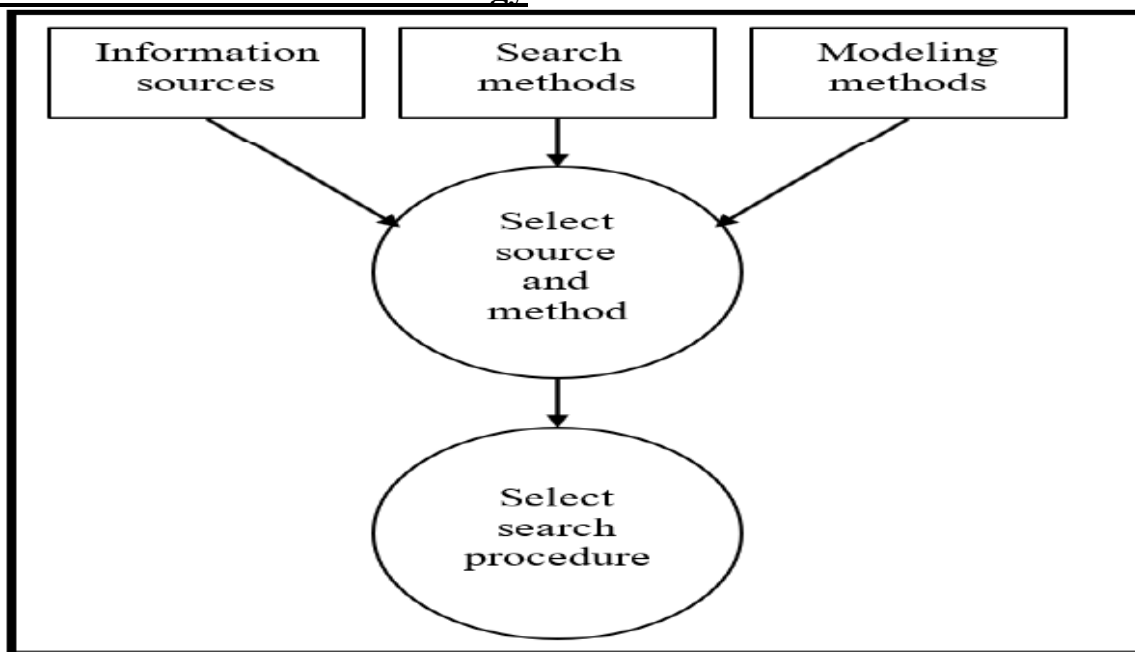 Information
sources
Search
methods
Modeling
methods
Select
source
and
method
Select
search
procedure